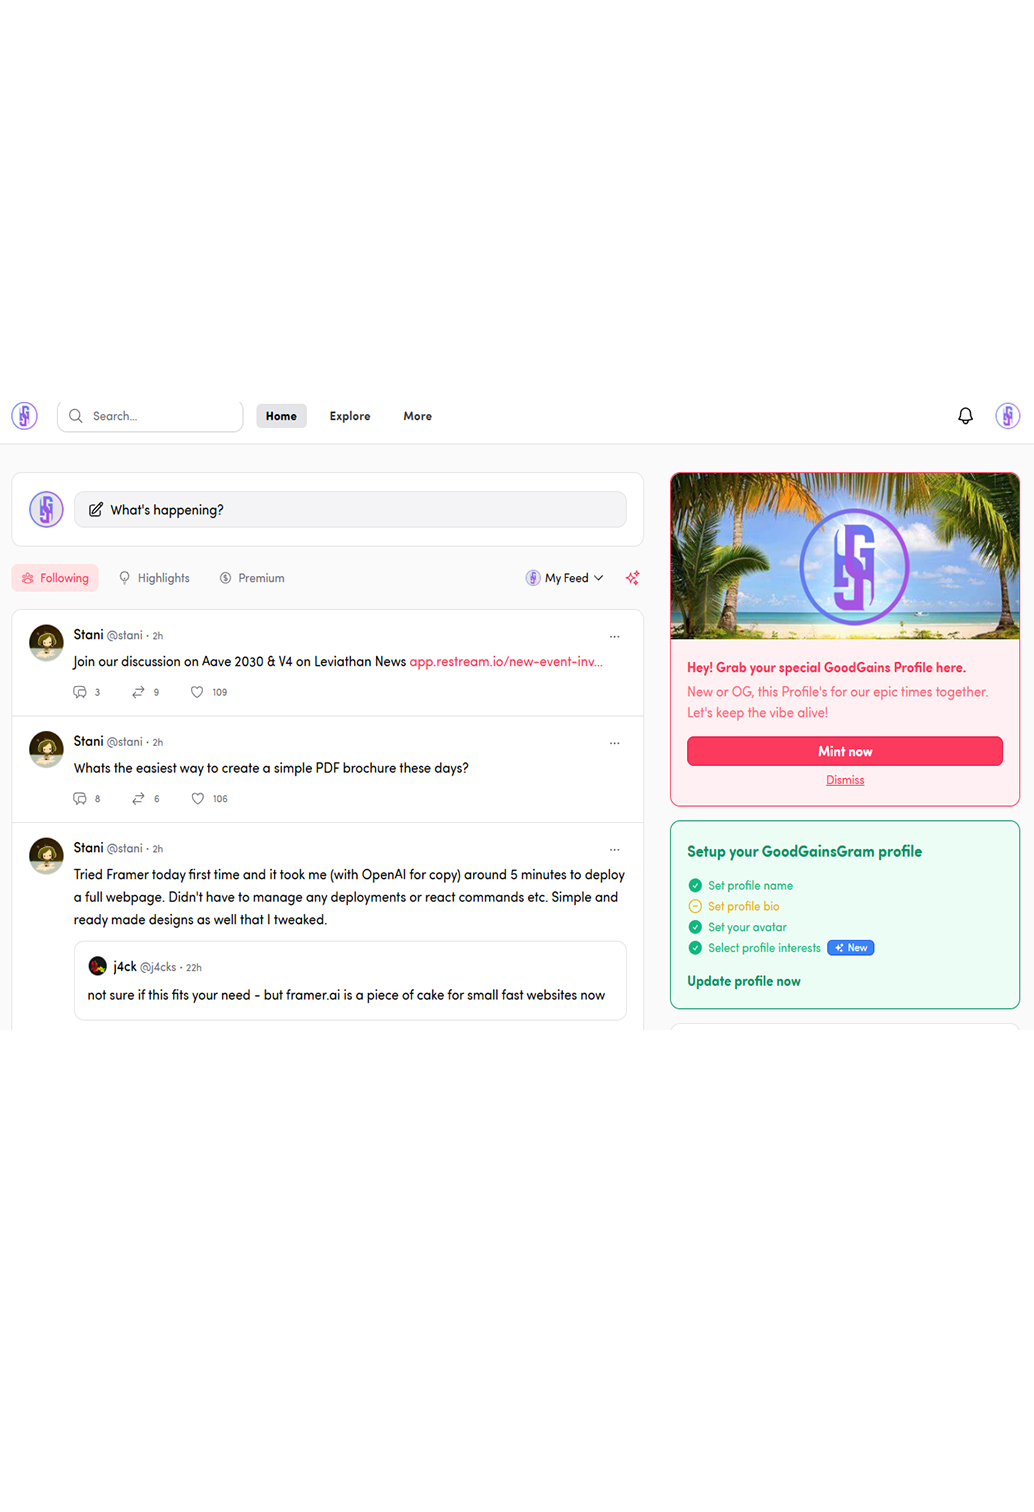 Search...
Home
Explore
More
What's happening?
Following
Highlights
Premium
My Feed
Stani @stani · 2h
Join our discussion on Aave 2030 & V4 on Leviathan News app.restream.io/new-event-inv...
3 9 109
Stani @stani · 2h
Whats the easiest way to create a simple PDF brochure these days?
8 6 106
Stani @stani · 2h
Tried Framer today first time and it took me (with OpenAI for copy) around 5 minutes to deploy
a full webpage. Didn't have to manage any deployments or react commands etc. Simple and
ready made designs as well that I tweaked.
j4ck @j4cks · 22h
not sure if this fits your need - but framer.ai is a piece of cake for small fast websites now
Hey! Grab your special GoodGains Profile here.
New or OG, this Profile's for our epic times together.
Let's keep the vibe alive!
Mint now
Dismiss
Setup your GoodGainsGram profile
Set profile name
Set profile bio
Set your avatar
Select profile interests New
Update profile now